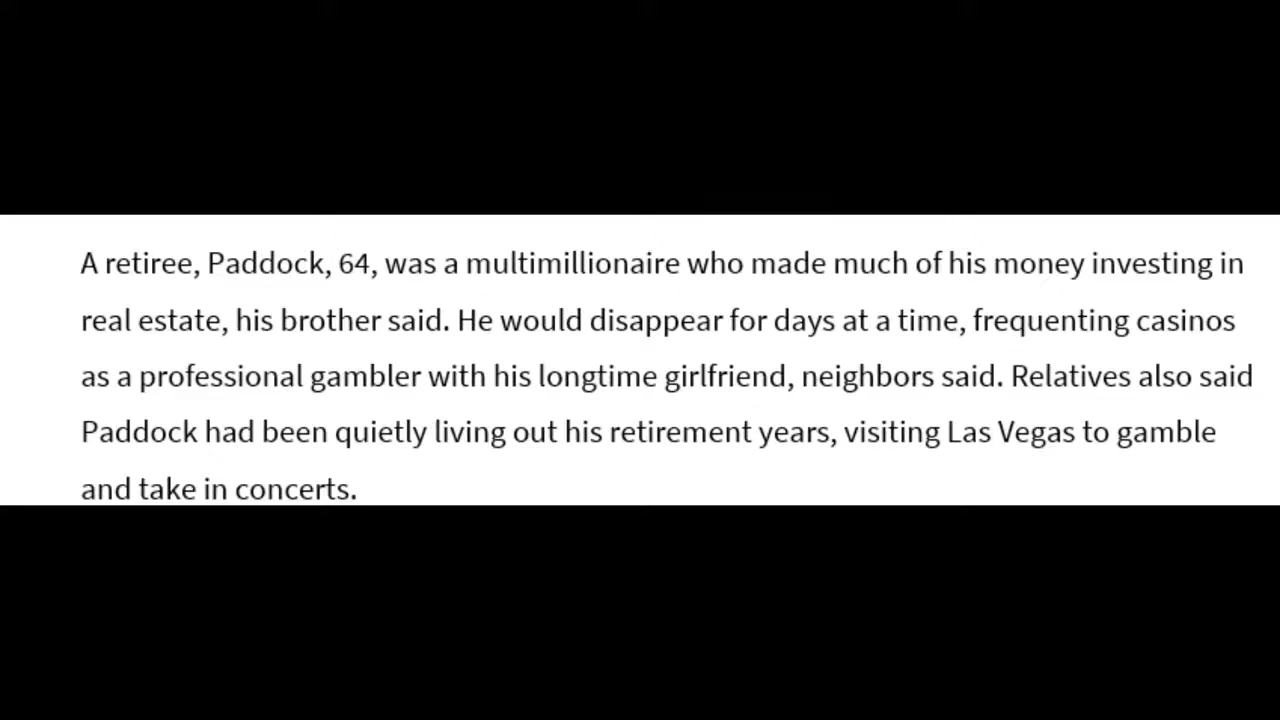 A retiree, Paddock, 64, was a multimillionaire who made much of his money investing in
real estate, his brother said. He would disappear for days at a time, frequenting casinos
as a professional gambler with his longtime girlfriend, neighbors said. Relatives also said
Paddock had been quietly living out his retirement years, visiting Las Vegas to gamble
and take in concerts.